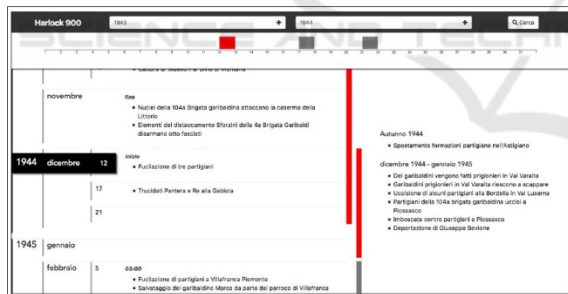 Harlock 900
1943
+
1944
+
Cerca
SCIENCE AND TECHN
novembre
fine
Nuclei della 104a Brigata garibaldina attaccano la caserma della
Littorio
Elementi del distaccamento Sforzini della 4a Brigata Garibaldi
disarmano otto fascisti
1944
dicembre
12
inizio
Fucilazione di tre partigiani
17
Trucidati Pantera e Re alla Gabiola
21
1945
gennaio
febbraio
5
03:00
Fucilazione di partigiani a Villafranca Piemonte
Salvataggio del garibaldino Marco da parte del parroco di Villafranca
Autunno 1944
Spostamento formazioni partigiane nell'Astigiano
dicembre 1944 - gennaio 1945
Dei garibaldini vengono fatti prigionieri in Val Varaita
Garibaldini prigionieri in Val Varaita riescono a scappare
Uccisione di alcuni partigiani alla Bordella in Val Luserna
Partigiani della 104a brigata garibaldina uccisi a
Piossasco
Imboscata contro partigiani a Piossasco
Deportazione di Giuseppe Bevione